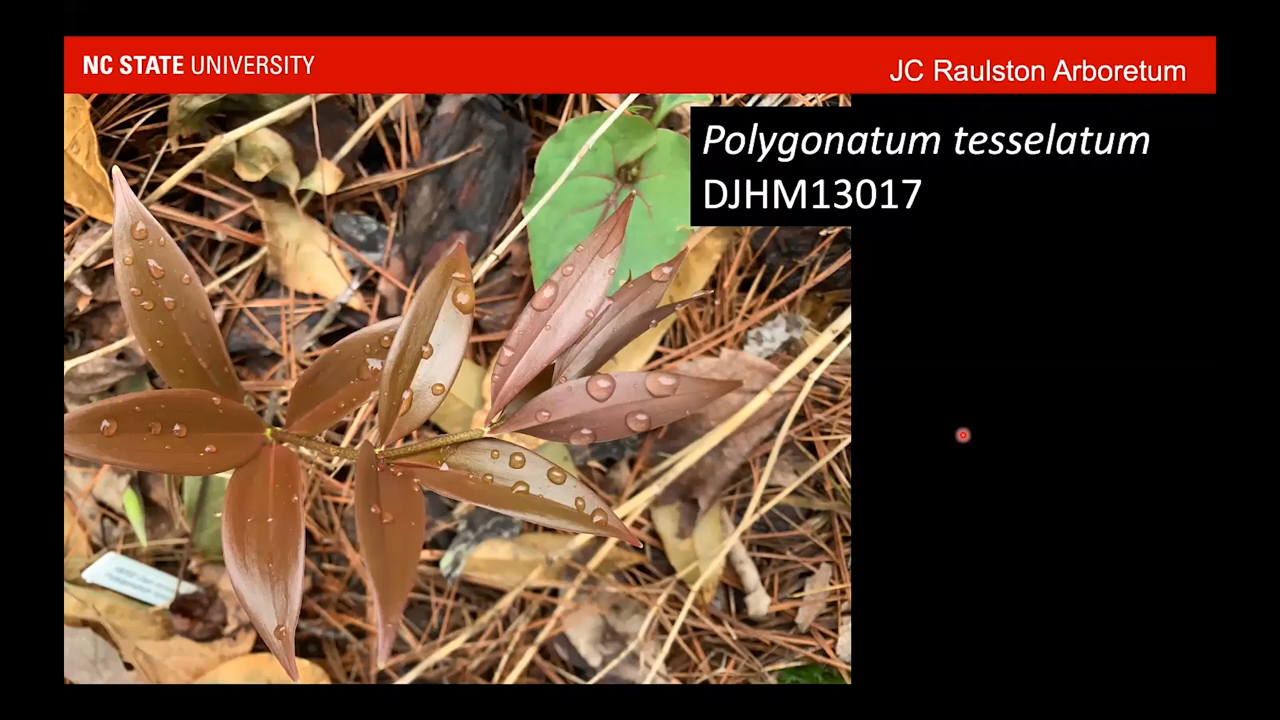 NC STATE UNIVERSITY
JC Raulston Arboretum
Polygonatum tesselatum
DJHM13017